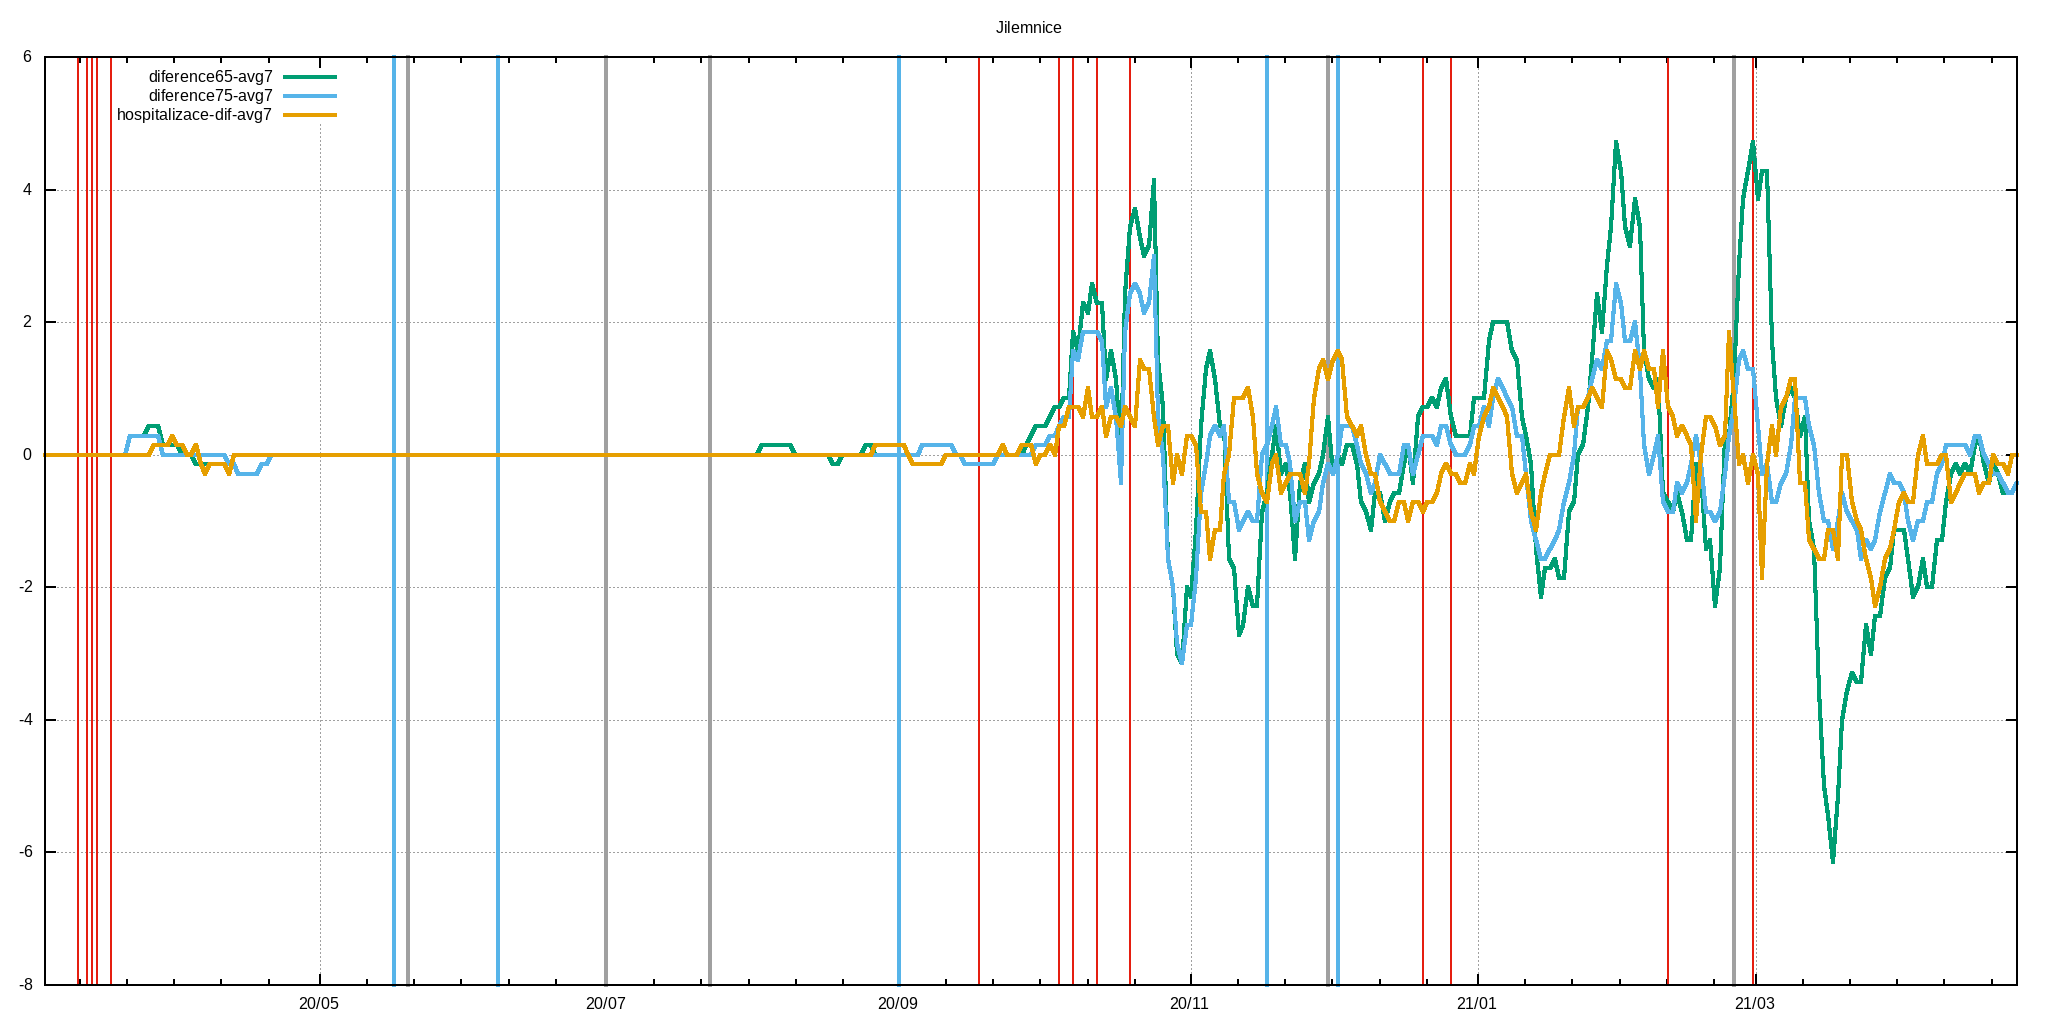 Jilemnice
6
diference65-avg7
diference75-avg7
hospitalizace-dif-avg7
4
2
0
-2
-4
-6
-8
20/05 20/07 20/09 20/11 21/01 21/03